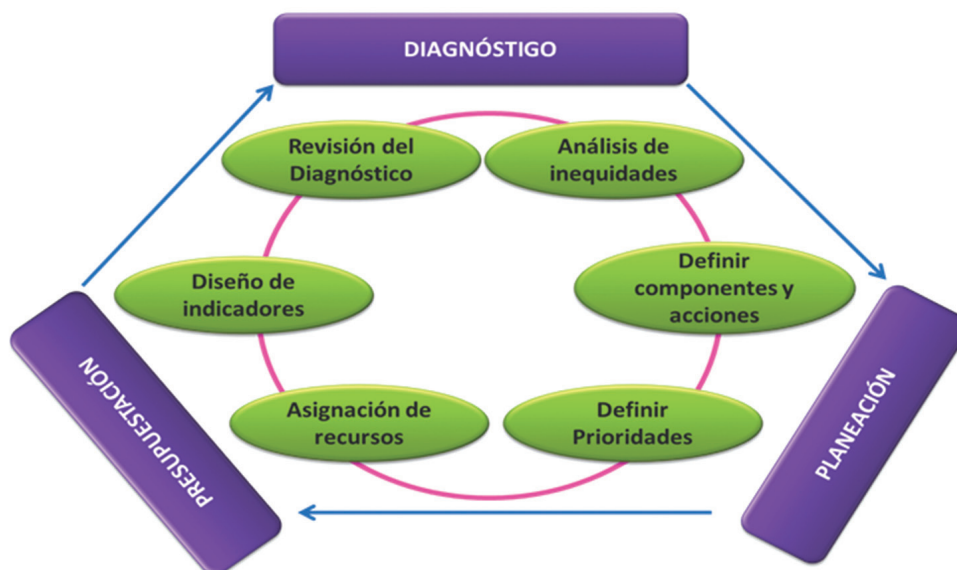 DIAGNÓSTIGO
Revisión del
Diagnóstico
Análisis de
inequidades
Diseño de
indicadores
Definir
componentes y
acciones
Asignación de
recursos
Definir
Prioridades
PRESUPUESTACIÓN
PLANEACIÓN